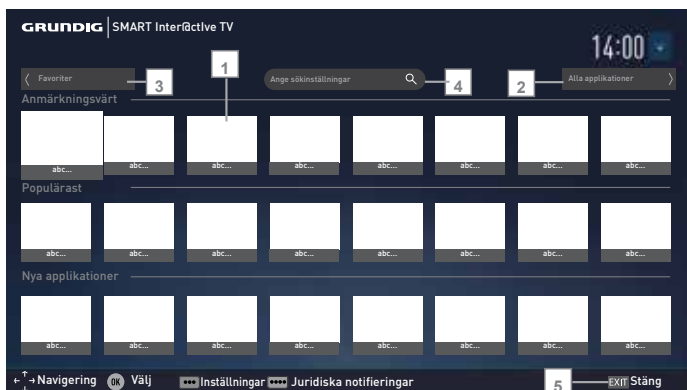 GRUNDIG SMART Inter@ctIve TV
14:00
1
Favoriter 3 Ange sökinställningar 4 2 Alla applikationer
Anmärkningsvärt
abc... abc... abc... abc... abc... abc... abc... abc...
Populärast
abc... abc... abc... abc... abc... abc... abc... abc...
Nya applikationer
abc... abc... abc... abc... abc... abc... abc... abc...
Navigering OK Välj Inställningar Juridiska notifieringar 5 EXIT Stäng